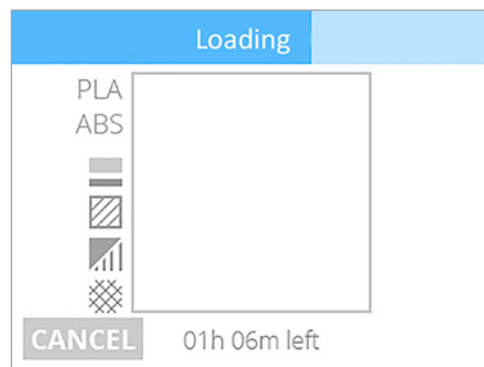 Loading
PLA
ABS
CANCEL
01h 06m left